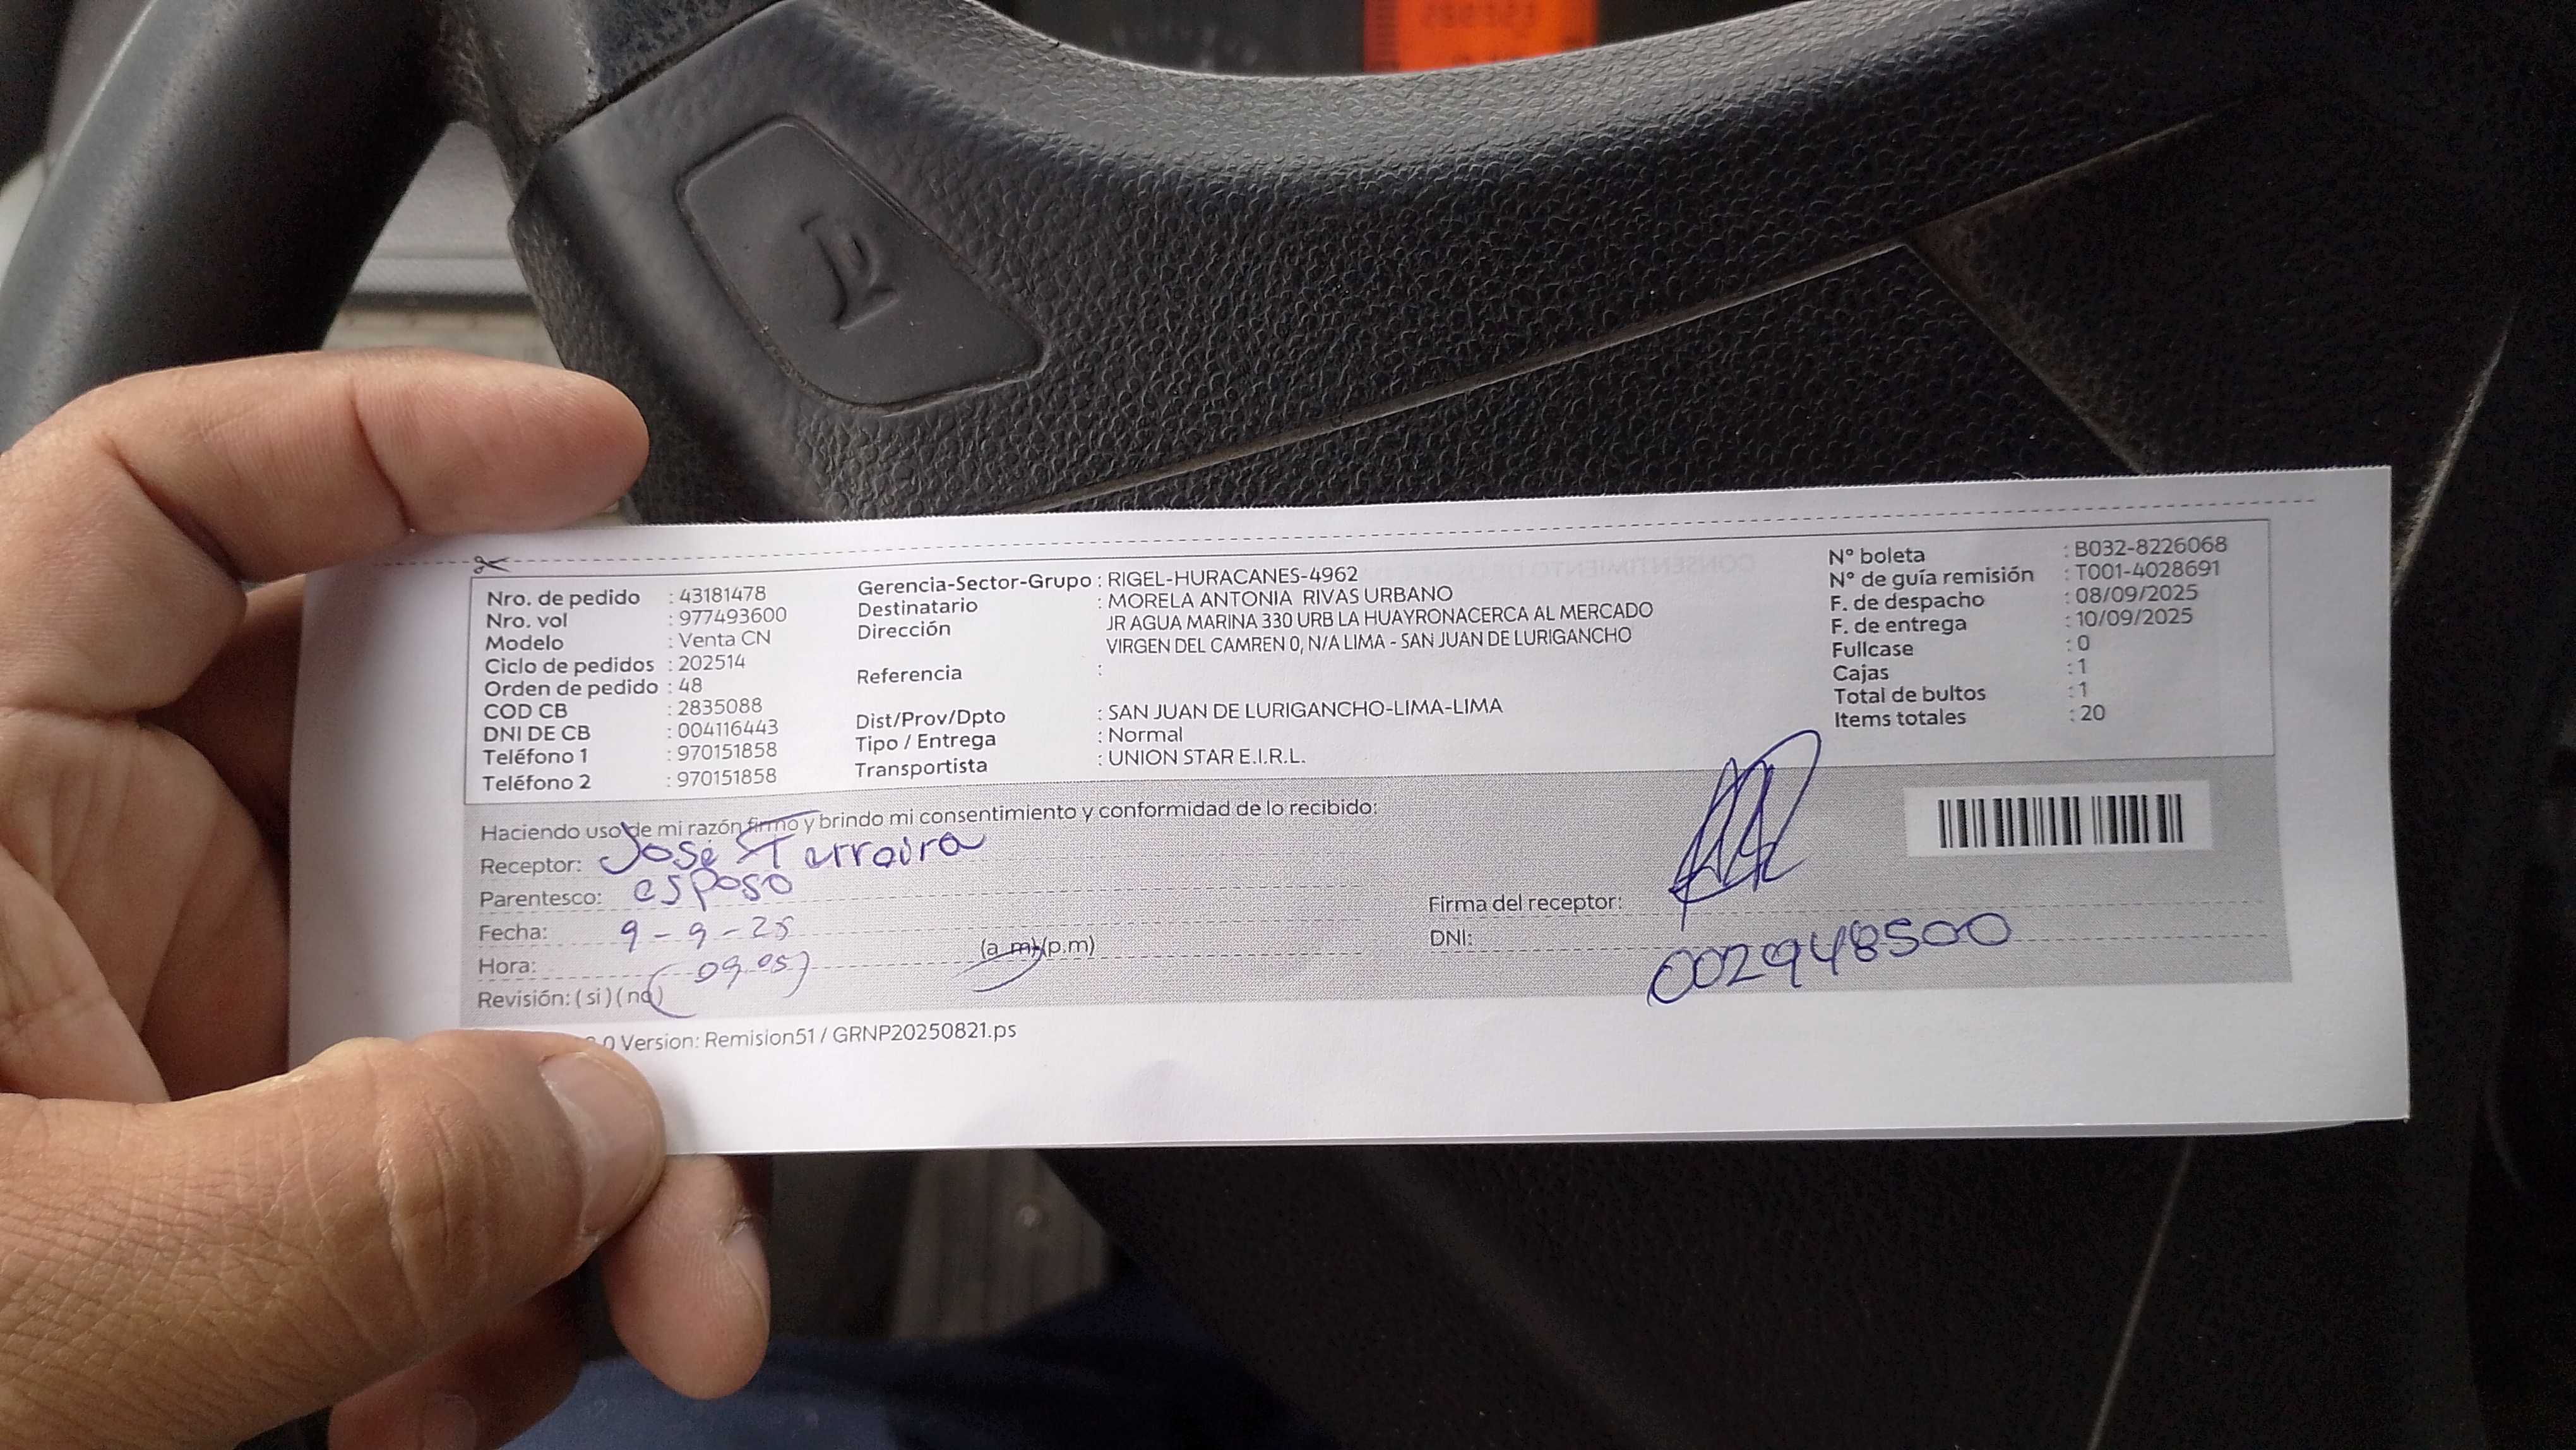 Nro. de pedido : 43181478
Nro. vol : 977493600
Modelo : Venta CN
Ciclo de pedidos : 202514
Orden de pedido : 48
COD CB : 2835088
DNI DE CB : 004116443
Teléfono 1 : 970151858
Teléfono 2 : 970151858
Gerencia-Sector-Grupo : RIGEL-HURACANES-4962
Destinatario : MORELA ANTONIA RIVAS URBANO
Dirección JR AGUA MARINA 330 URB LA HUAYRONACERCA AL MERCADO
VIRGEN DEL CAMREN 0, N/A LIMA - SAN JUAN DE LURIGANCHO
Referencia :
Dist/Prov/Dpto : SAN JUAN DE LURIGANCHO-LIMA-LIMA
Tipo / Entrega : Normal
Transportista : UNION STAR E.I.R.L.
N° boleta : B032-8226068
N° de guía remisión : T001-4028691
F. de despacho : 08/09/2025
F. de entrega : 10/09/2025
Fullcase : 0
Cajas : 1
Total de bultos : 1
Items totales : 20
Haciendo uso de mi razón firmo y brindo mi consentimiento y conformidad de lo recibido:
Receptor: José
Parentesco: esposo
Fecha: 9-9-25
Hora: (09:05) (a m)(p.m)
Revisión: ( si ) ( no )
Firma del receptor:
DNI: 002948500
.0 Version: Remision51 / GRNP20250821.ps